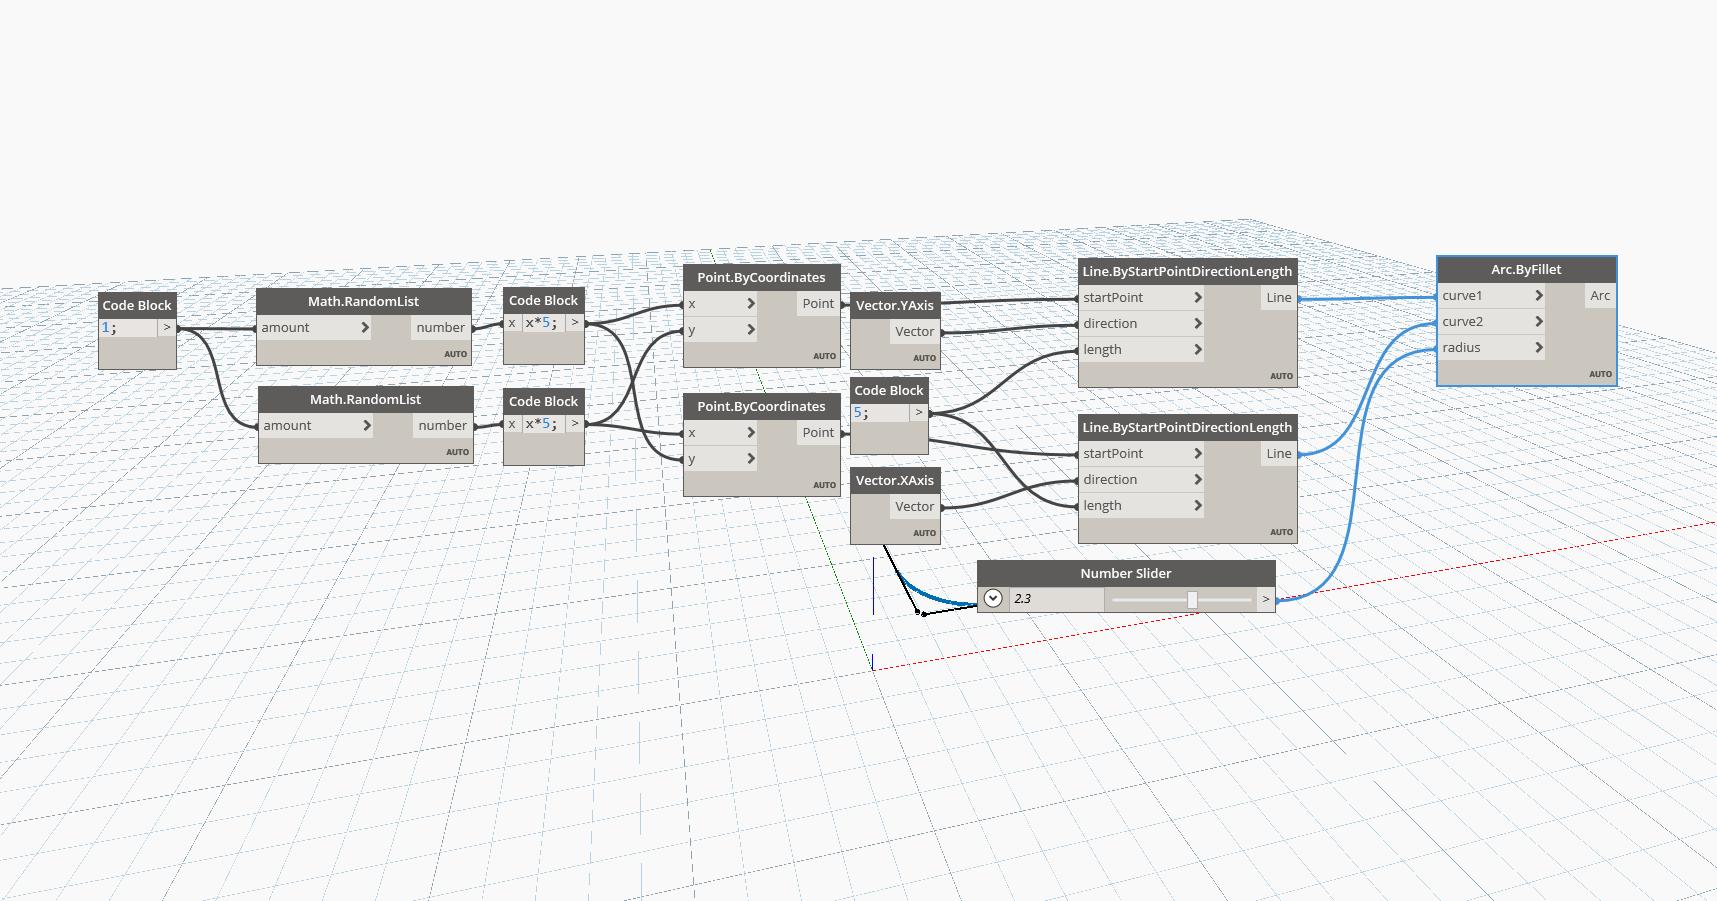 Code Block
1; >
Math.RandomList
amount > number
AUTO
Math.RandomList
amount > number
AUTO
Code Block
x x*5; >
Code Block
x x*5; >
Point.ByCoordinates
x > Point
y >
AUTO
Point.ByCoordinates
x > Point
y >
AUTO
Vector.YAxis
Vector
AUTO
Code Block
5; >
Vector.XAxis
Vector
AUTO
Line.ByStartPointDirectionLength
startPoint > Line
direction >
length >
AUTO
Line.ByStartPointDirectionLength
startPoint > Line
direction >
length >
AUTO
Number Slider
2.3 >
Arc.ByFillet
curve1 > Arc
curve2 >
radius >
AUTO